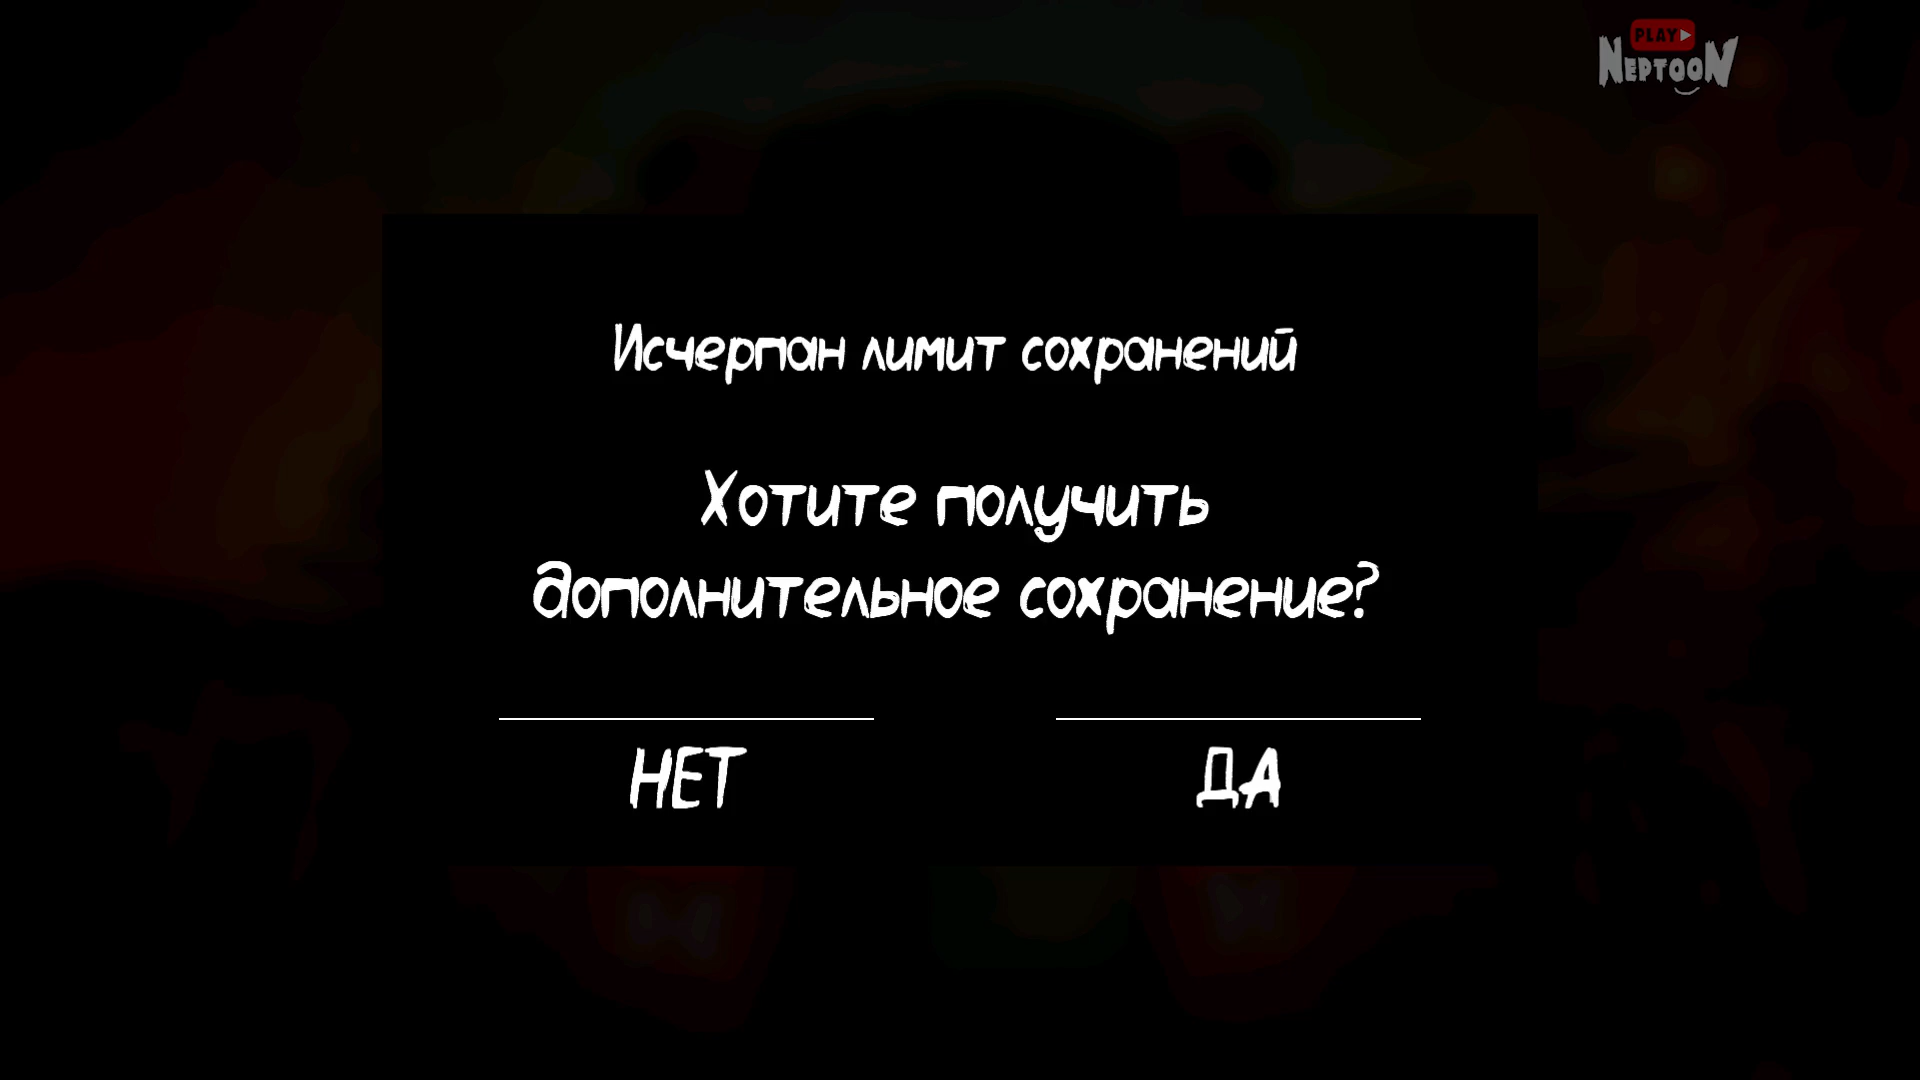 PLAY
NEPTOON
Исчерпан лимит сохранений
Хотите получить
дополнительное сохранение?
НЕТ ДА